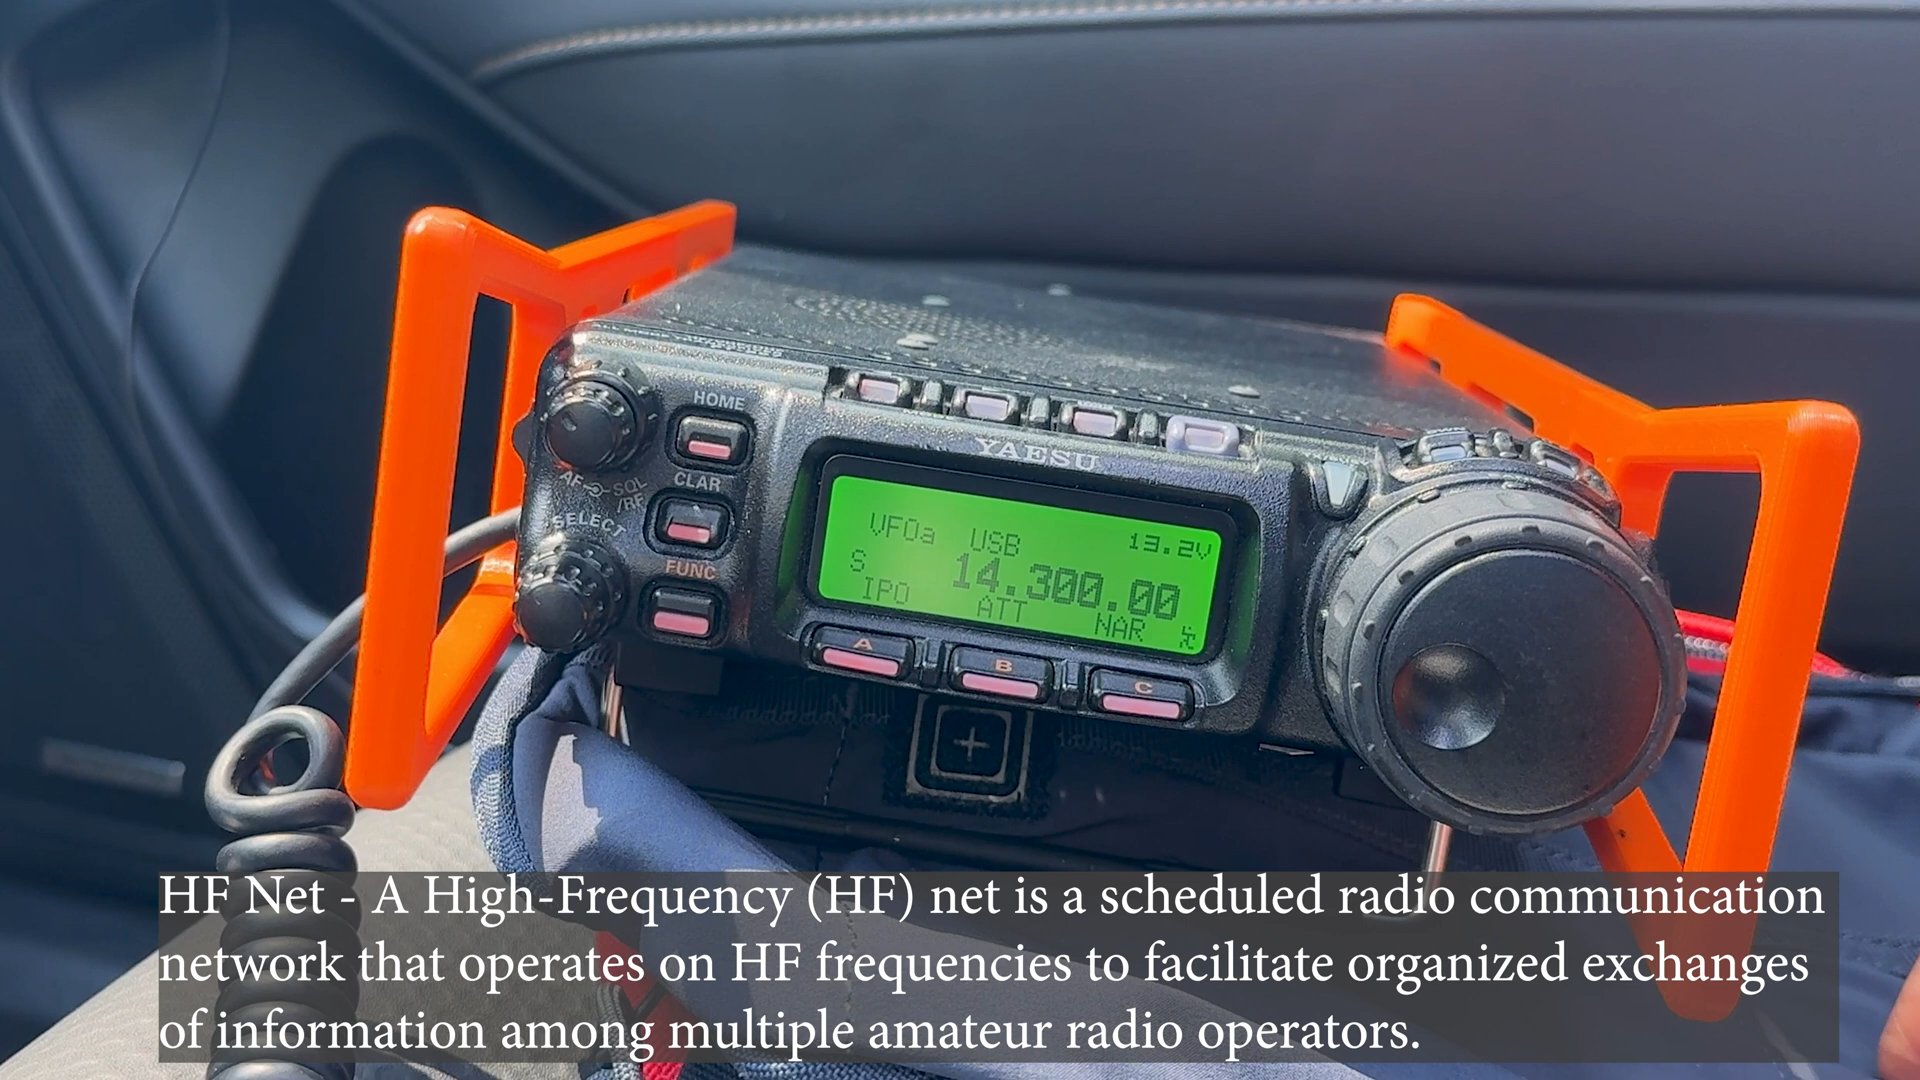 HOME
AF SQL
/RF
CLAR
SELECT
FUNC
YAESU
VFOa USB 13.2V
S 14.300.00
IPO ATT NAR
A B C
HF Net - A High-Frequency (HF) net is a scheduled radio communication
network that operates on HF frequencies to facilitate organized exchanges
of information among multiple amateur radio operators.